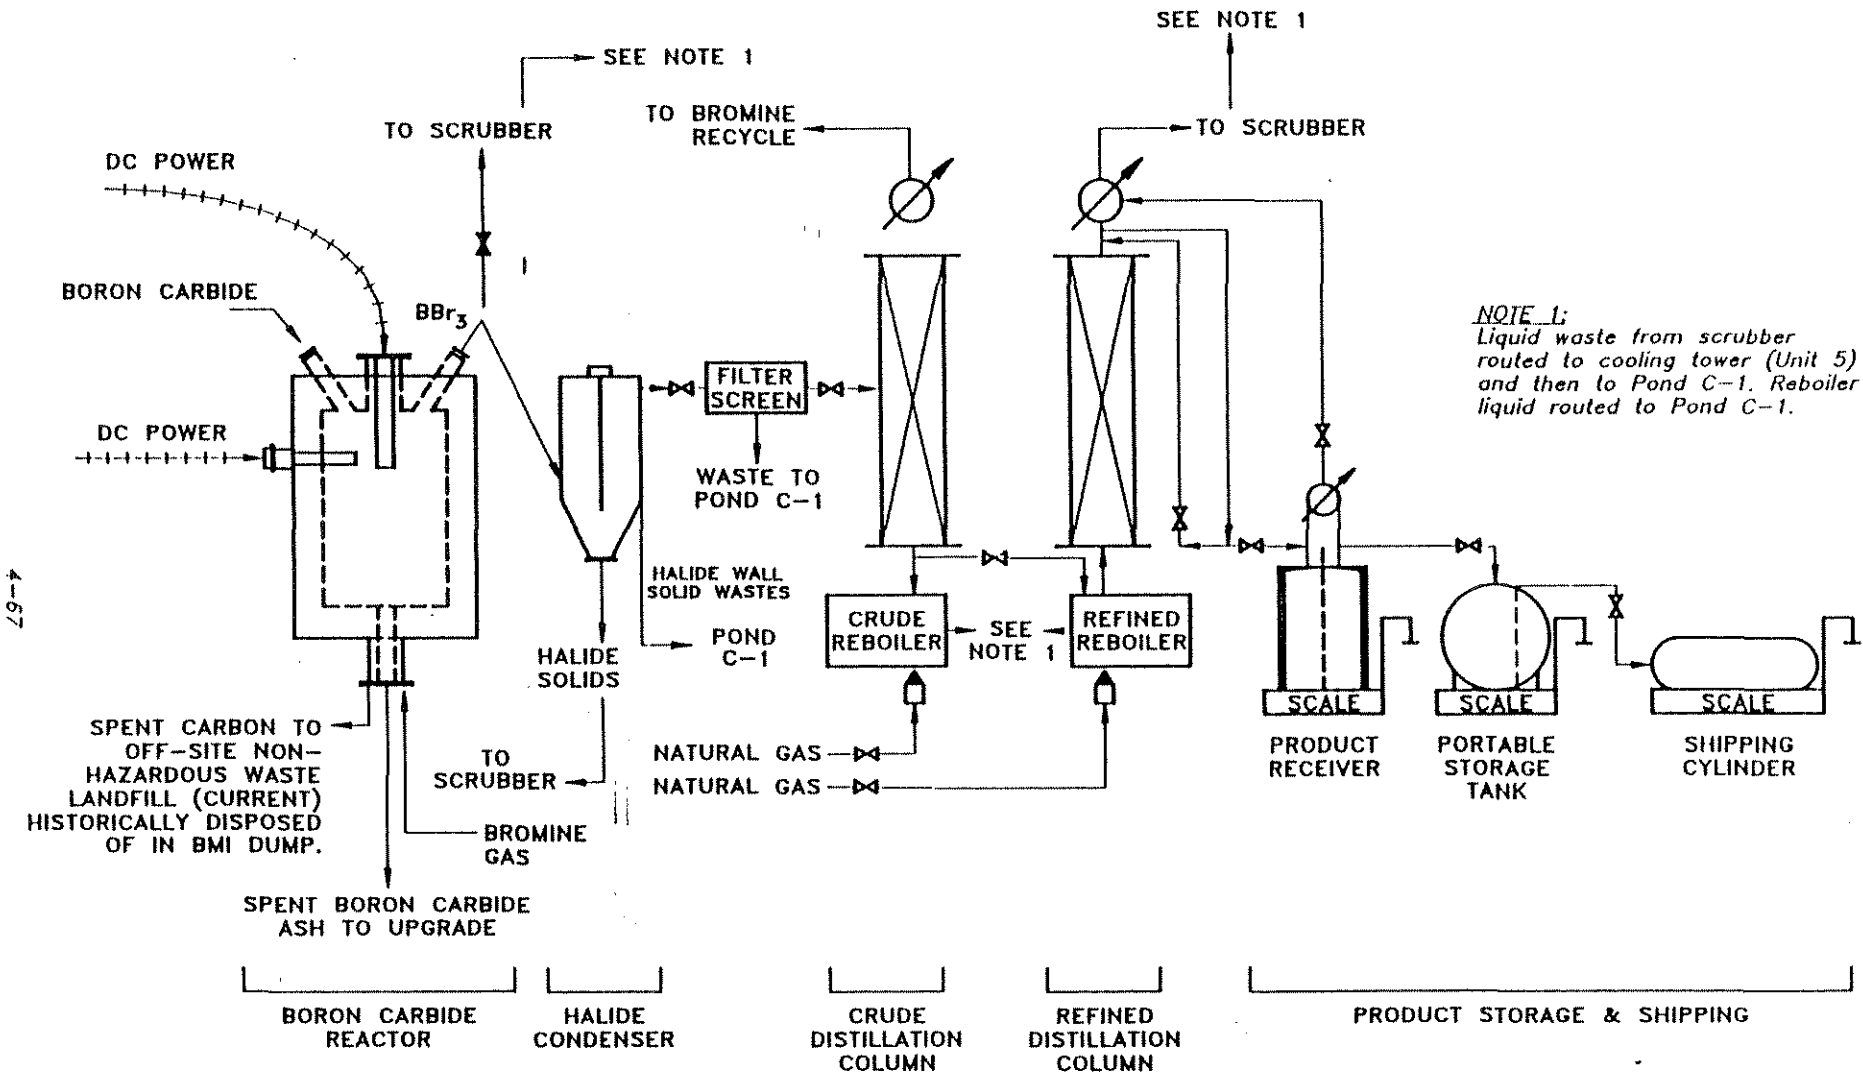 SEE NOTE 1
SEE NOTE 1
TO SCRUBBER
TO BROMINE
RECYCLE
TO SCRUBBER
DC POWER
BORON CARBIDE
BBr3
FILTER
SCREEN
NOTE 1:
Liquid waste from scrubber
routed to cooling tower (Unit 5)
and then to Pond C-1. Reboiler
liquid routed to Pond C-1.
DC POWER
WASTE TO
POND C-1
HALIDE WALL
SOLID WASTES
POND
C-1
HALIDE
SOLIDS
CRUDE
REBOILER
SEE
NOTE 1
REFINED
REBOILER
SCALE
SCALE
SCALE
PRODUCT
RECEIVER
PORTABLE
STORAGE
TANK
SHIPPING
CYLINDER
SPENT CARBON TO
OFF-SITE NON-
HAZARDOUS WASTE
LANDFILL (CURRENT)
HISTORICALLY DISPOSED
OF IN BMI DUMP.
TO
SCRUBBER
NATURAL GAS
NATURAL GAS
BROMINE
GAS
SPENT BORON CARBIDE
ASH TO UPGRADE
BORON CARBIDE
REACTOR
HALIDE
CONDENSER
CRUDE
DISTILLATION
COLUMN
REFINED
DISTILLATION
COLUMN
PRODUCT STORAGE & SHIPPING
4-67